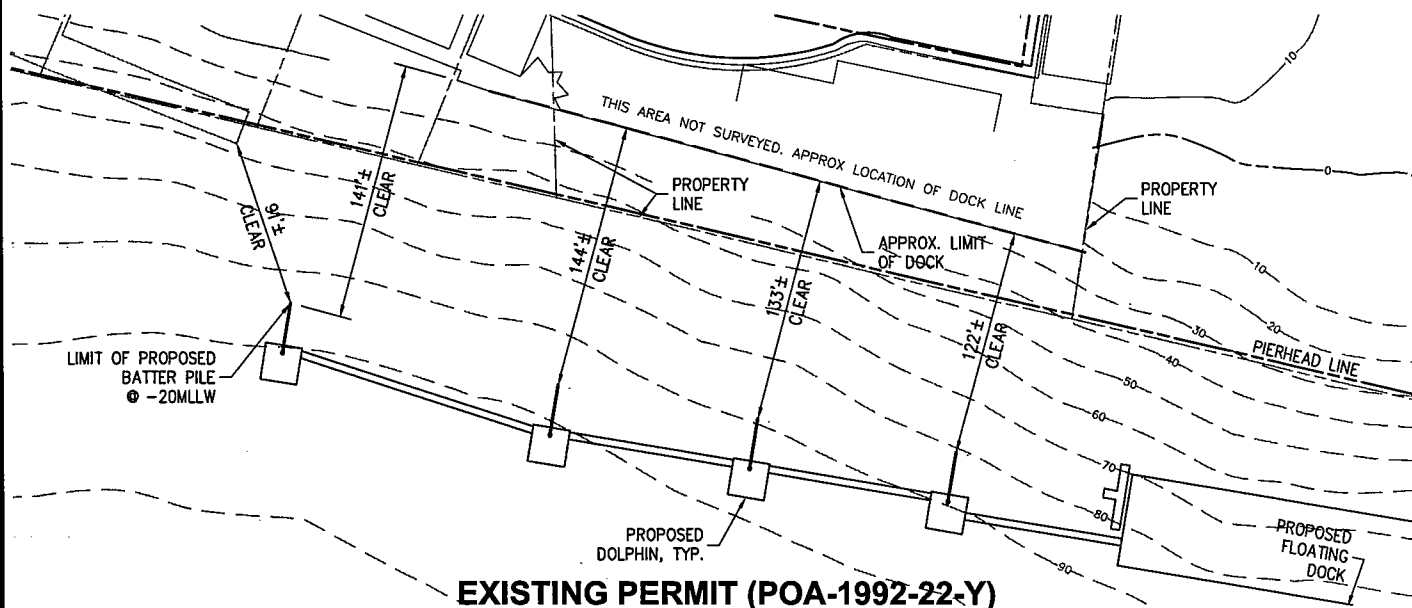 10
THIS AREA NOT SURVEYED. APPROX LOCATION OF DOCK LINE
0
PROPERTY
LINE
PROPERTY
LINE
141'±
CLEAR
91'±
CLEAR
144'±
CLEAR
APPROX. LIMIT
OF DOCK
133'±
CLEAR
122'±
CLEAR
10
20
30
40
50
60
70
80
90
PIERHEAD LINE
LIMIT OF PROPOSED
BATTER PILE
@ -20MLLW
PROPOSED
DOLPHIN, TYP.
PROPOSED
FLOATING
DOCK
EXISTING PERMIT (POA-1992-22-Y)